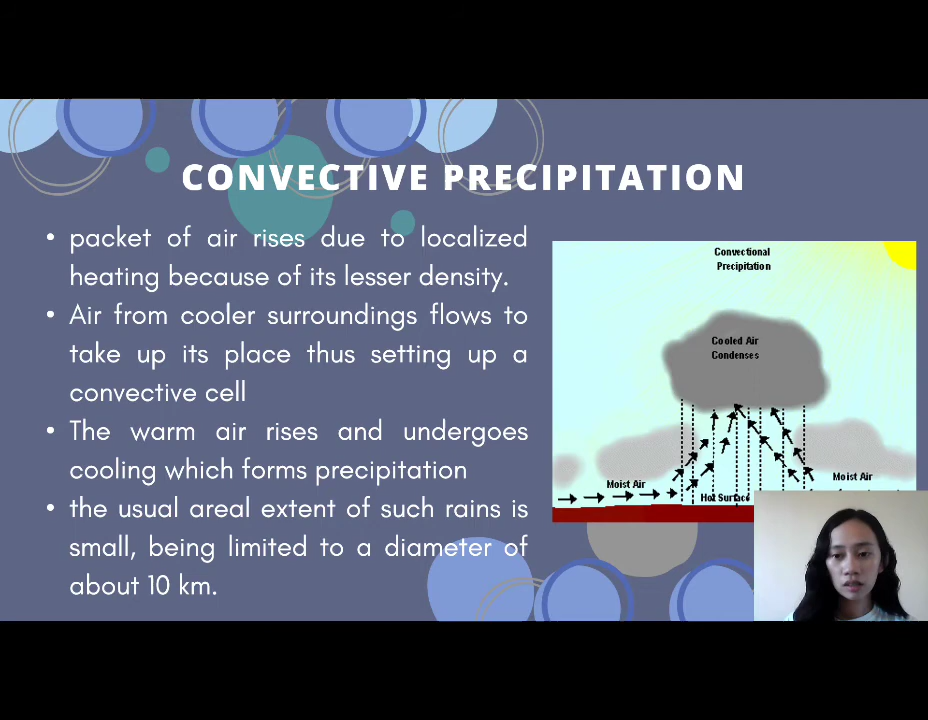 CONVECTIVE PRECIPITATION
• packet of air rises due to localized
heating because of its lesser density.
• Air from cooler surroundings flows to
take up its place thus setting up a
convective cell
• The warm air rises and undergoes
cooling which forms precipitation
• the usual areal extent of such rains is
small, being limited to a diameter of
about 10 km.
Convectional
Precipitation
Cooled Air
Condenses
Moist Air
Hot Surface
Moist Air